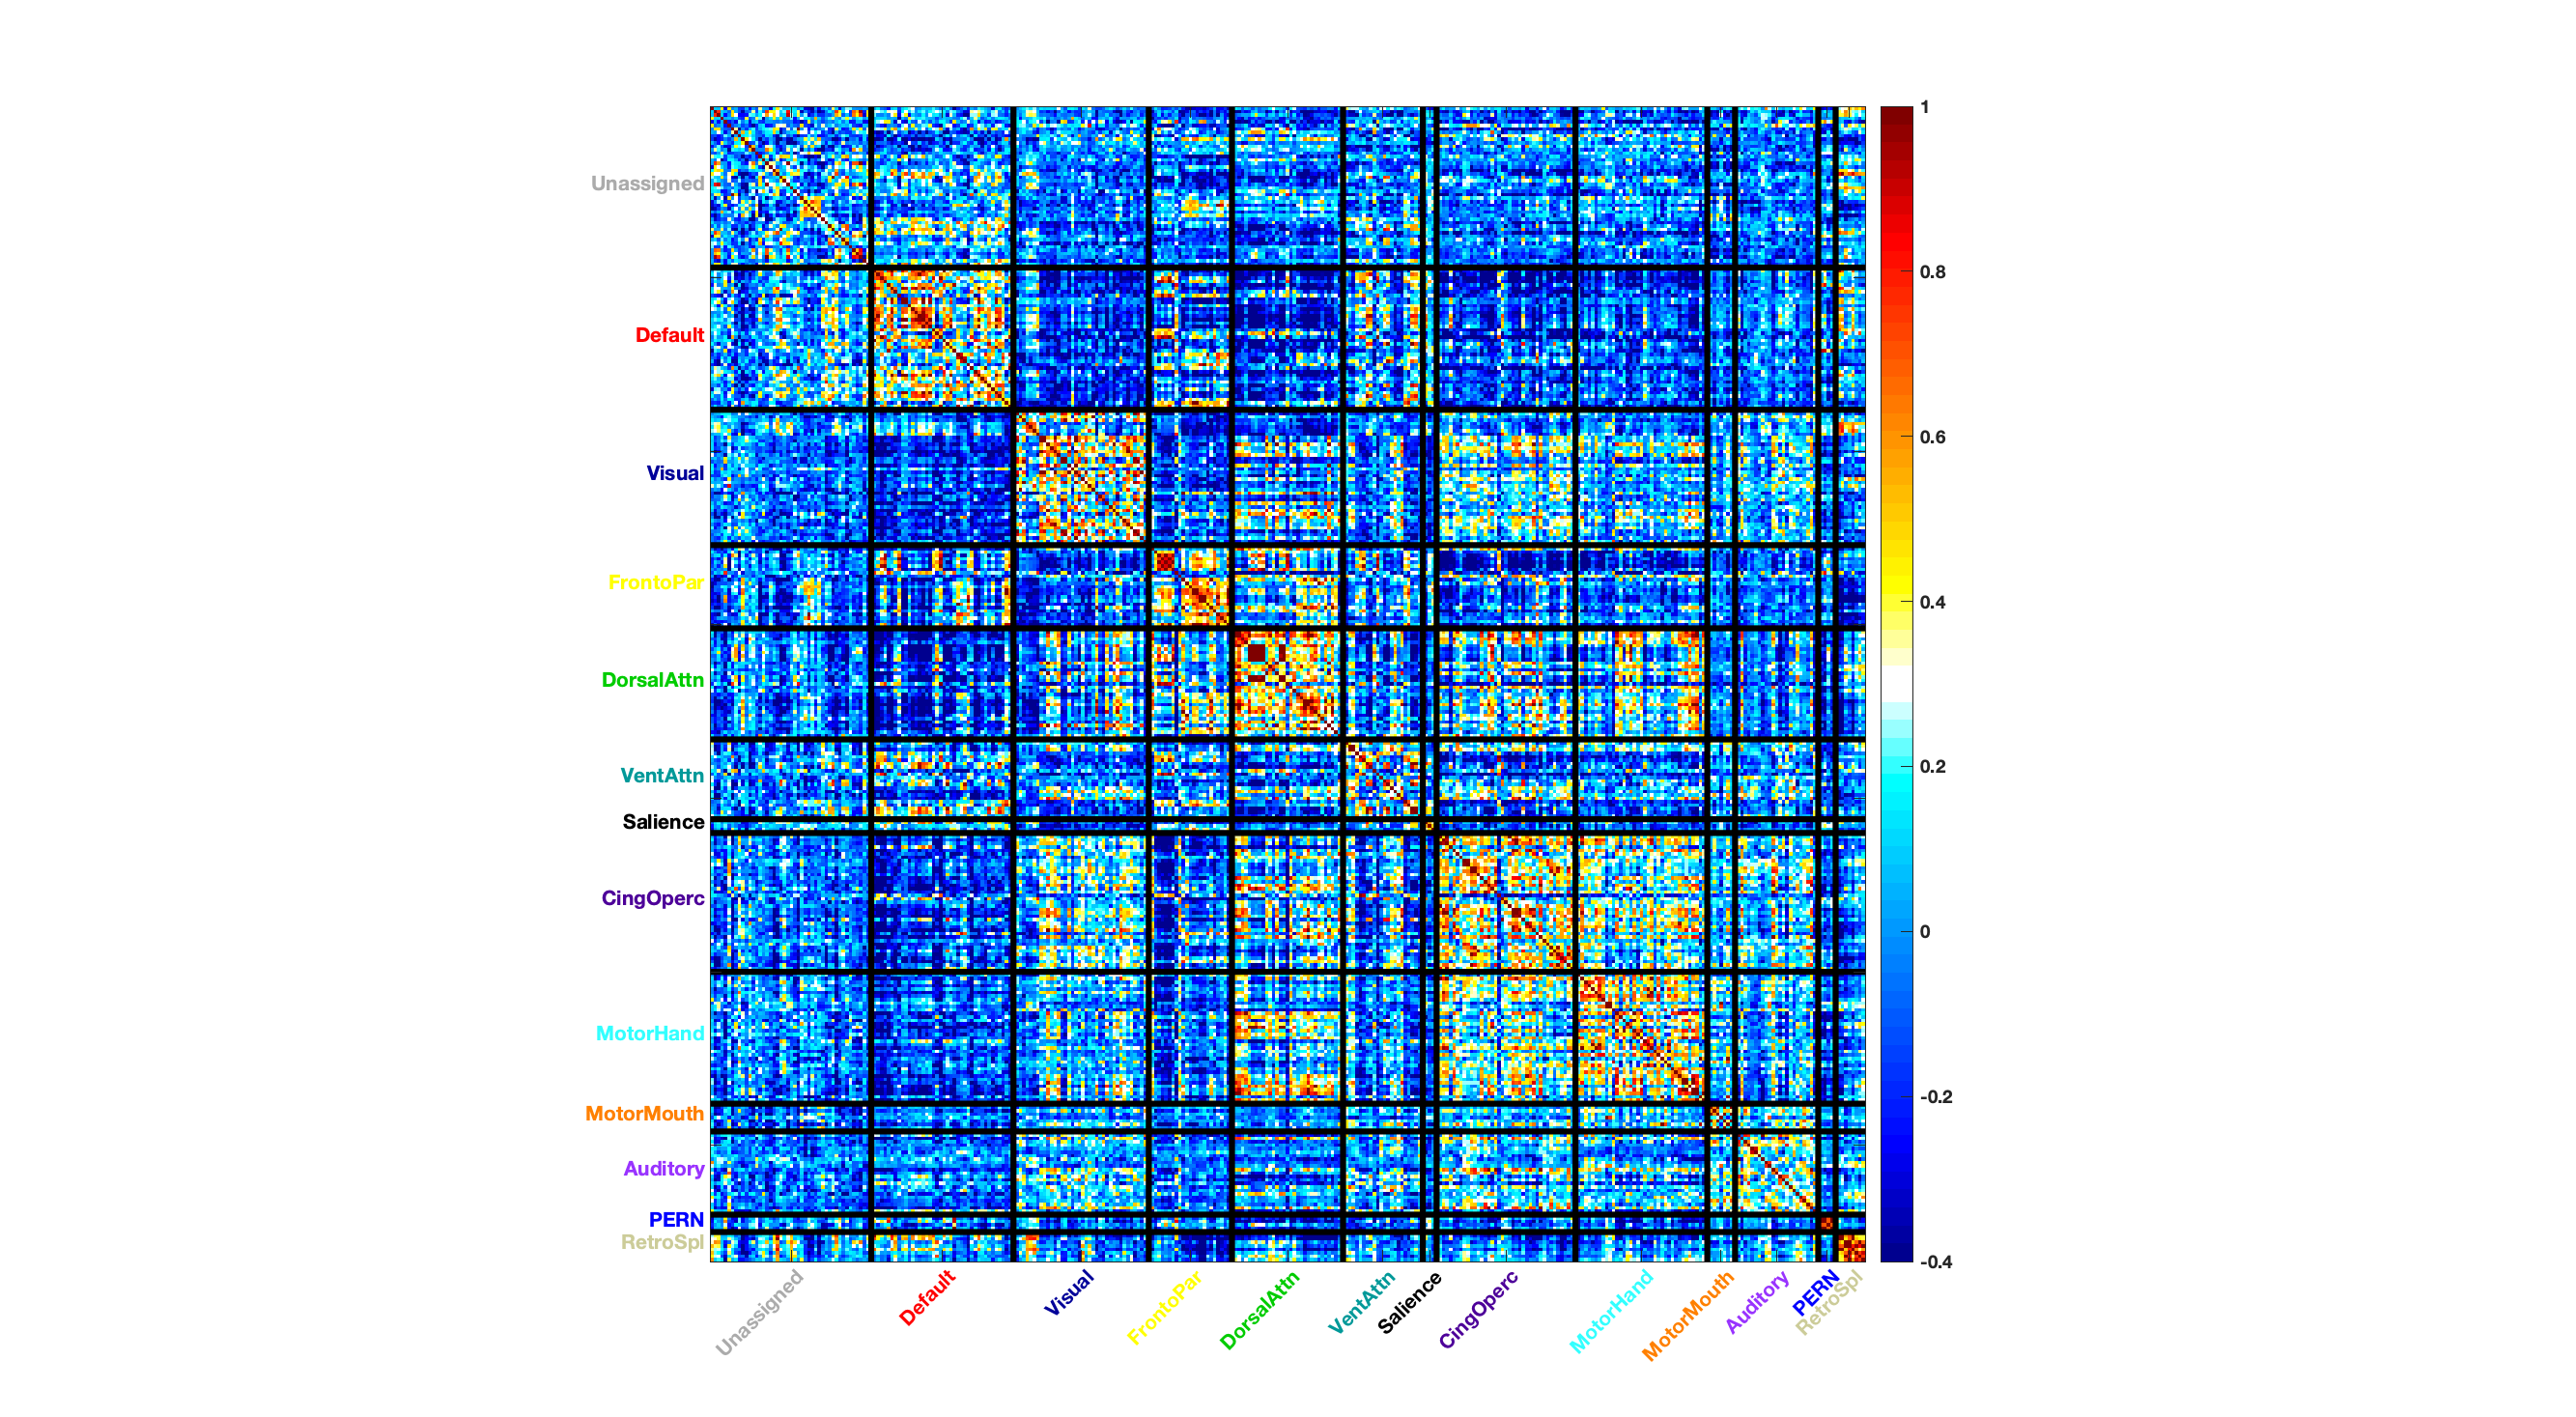 Unassigned
Default
Visual
FrontoPar
DorsalAttn
VentAttn
Salience
CingOperc
MotorHand
MotorMouth
Auditory
PERN
RetroSpl
Unassigned
Default
Visual
FrontoPar
DorsalAttn
VentAttn
Salience
CingOperc
MotorHand
MotorMouth
Auditory
PERN
RetroSpl
1
0.8
0.6
0.4
0.2
0
-0.2
-0.4